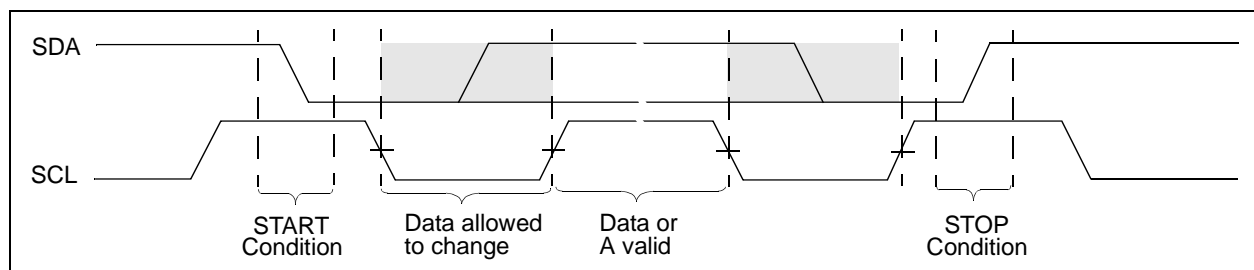 SDA
SCL
START
Condition
Data allowed
to change
Data or
A valid
STOP
Condition